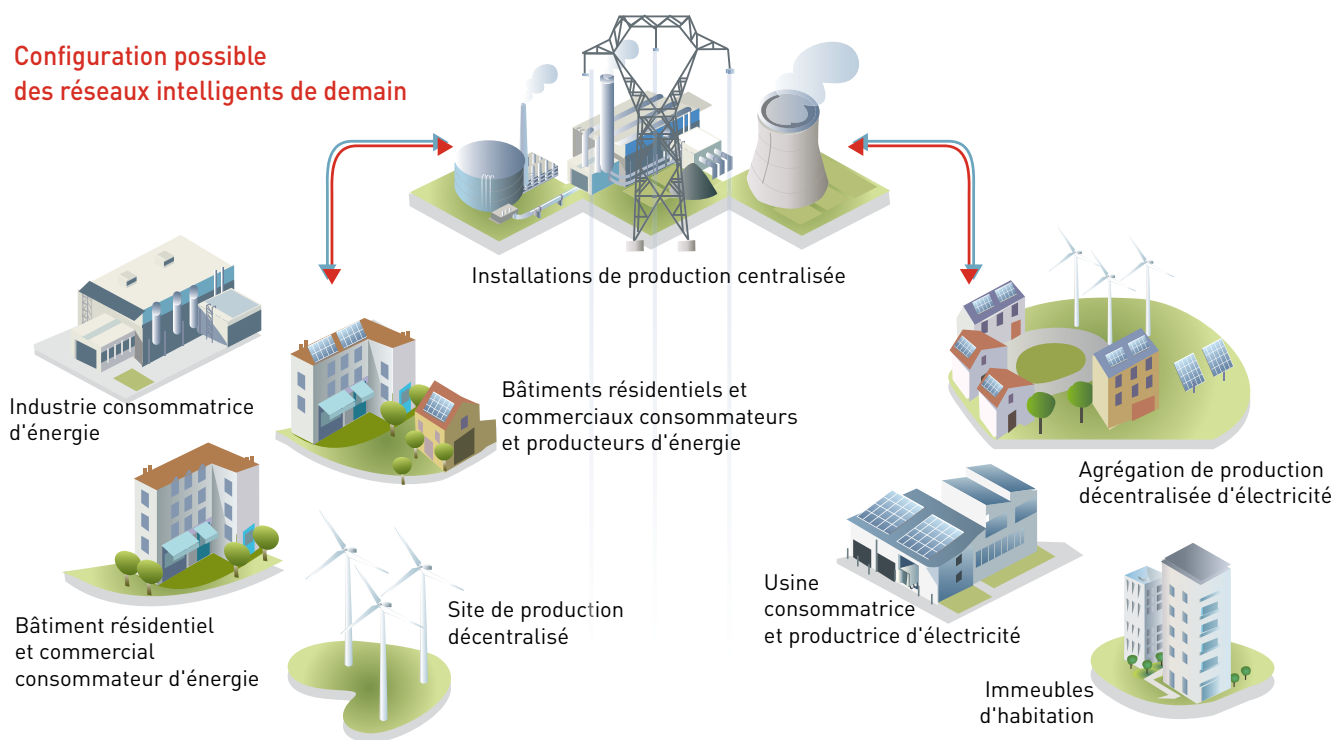 Configuration possible
des réseaux intelligents de demain
Installations de production centralisée
Industrie consommatrice
d'énergie
Bâtiments résidentiels et
commerciaux consommateurs
et producteurs d'énergie
Agrégation de production
décentralisée d'électricité
Bâtiment résidentiel
et commercial
consommateur d'énergie
Site de production
décentralisé
Usine
consommatrice
et productrice d'électricité
Immeubles
d'habitation